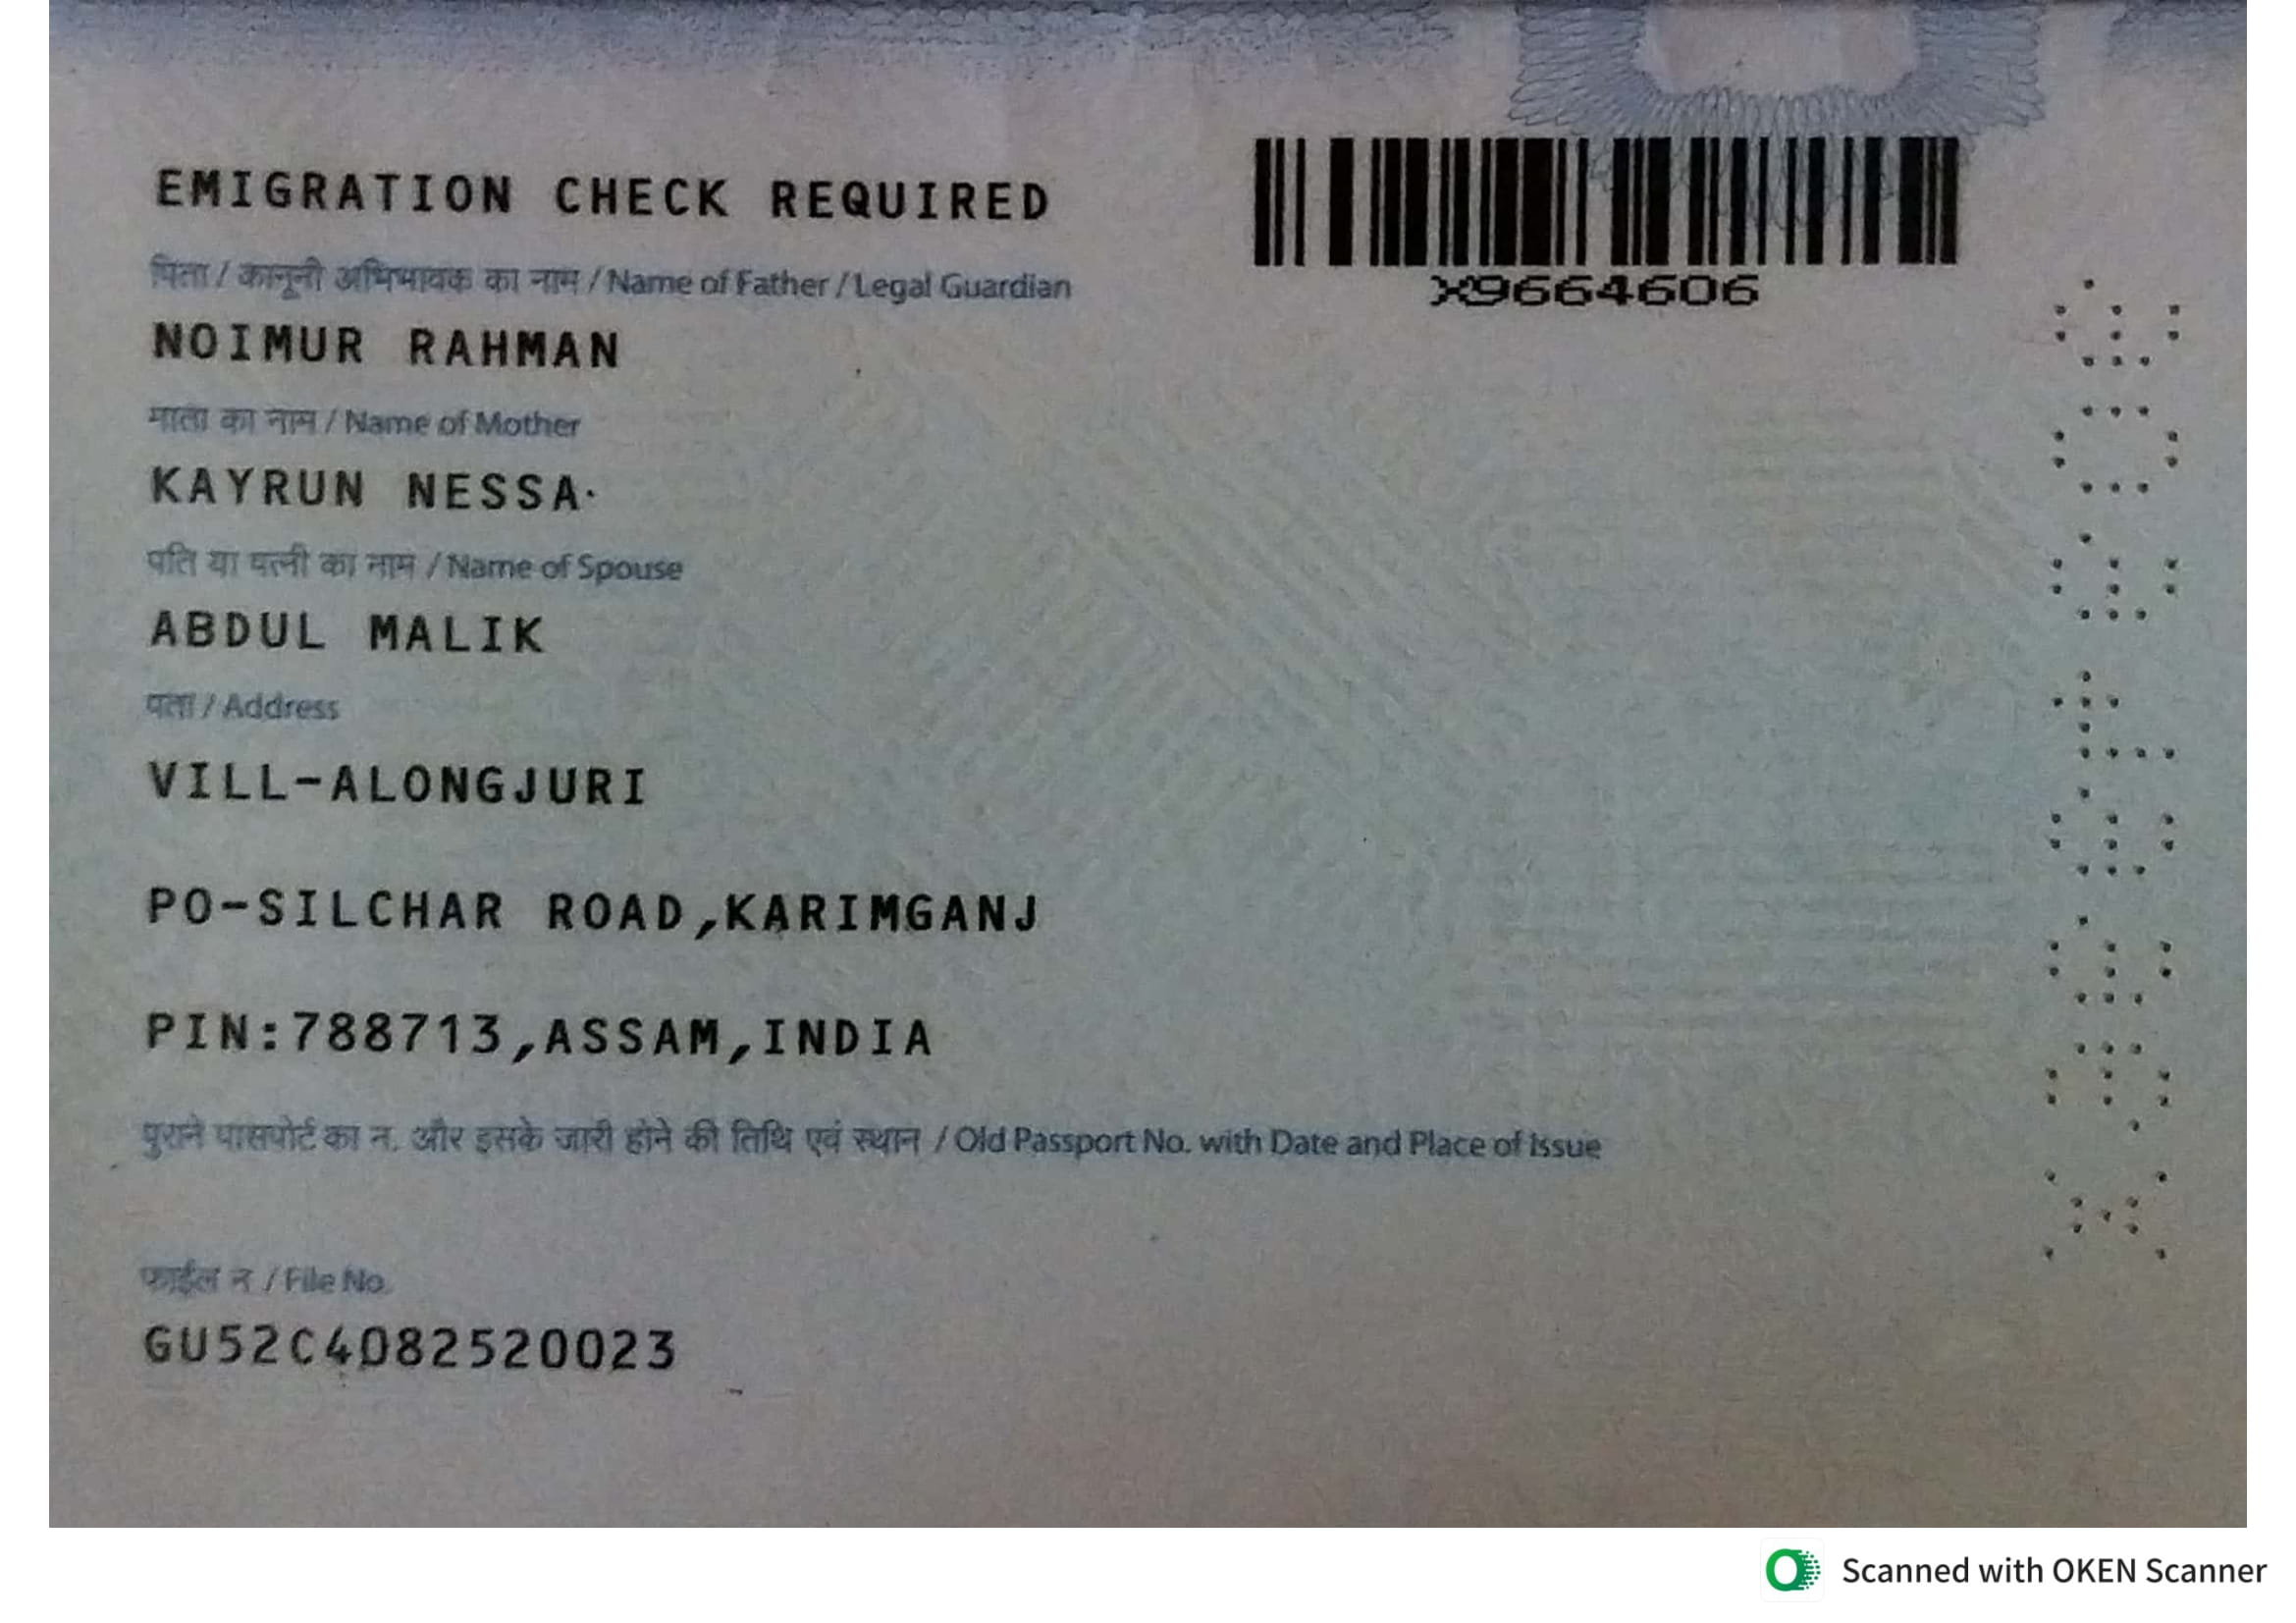 EMIGRATION CHECK REQUIRED
X9664606
पिता / कानूनी अभिभावक का नाम / Name of Father / Legal Guardian
NOIMUR RAHMAN
माता का नाम / Name of Mother
KAYRUN NESSA
पति या पत्नी का नाम / Name of Spouse
ABDUL MALIK
पता / Address
VILL-ALONGJURI
PO-SILCHAR ROAD,KARIMGANJ
PIN:788713,ASSAM,INDIA
पुराने पासपोर्ट का न. और इसके जारी होने की तिथि एवं स्थान / Old Passport No. with Date and Place of Issue
फाईल न / File No.
GU52C4082520023
X9664606
Scanned with OKEN Scanner